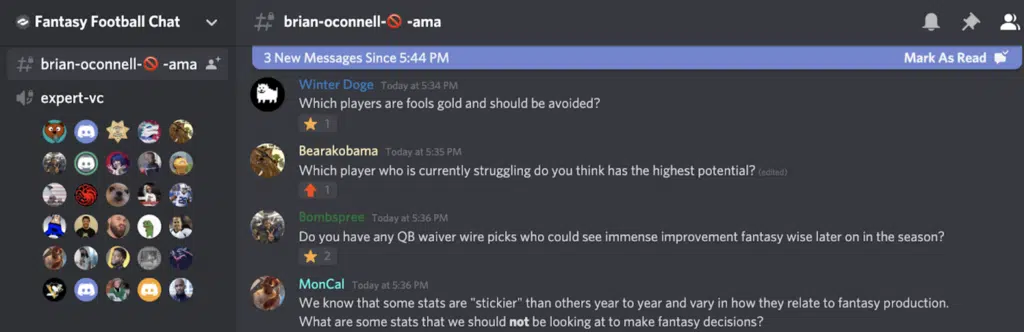 Fantasy Football Chat
brian-oconnell-🚫 -ama
brian-oconnell-🚫 -ama
expert-vc
3 New Messages Since 5:44 PM
Mark As Read
Winter Doge Today at 5:34 PM
Which players are fools gold and should be avoided?
1
Bearakobama Today at 5:35 PM
Which player who is currently struggling do you think has the highest potential? (edited)
1
Bombspree Today at 5:36 PM
Do you have any QB waiver wire picks who could see immense improvement fantasy wise later on in the season?
2
MonCal Today at 5:36 PM
We know that some stats are "stickier" than others year to year and vary in how they relate to fantasy production.
What are some stats that we should not be looking at to make fantasy decisions?